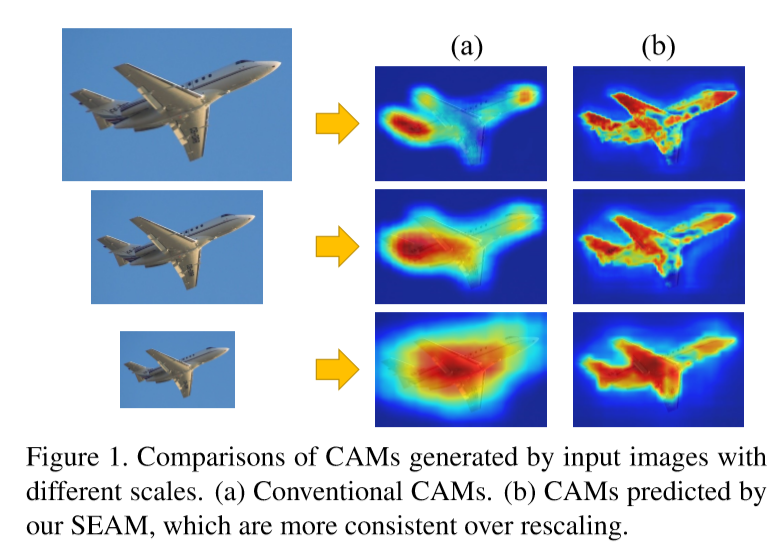 (a) (b)
Figure 1. Comparisons of CAMs generated by input images with
different scales. (a) Conventional CAMs. (b) CAMs predicted by
our SEAM, which are more consistent over rescaling.